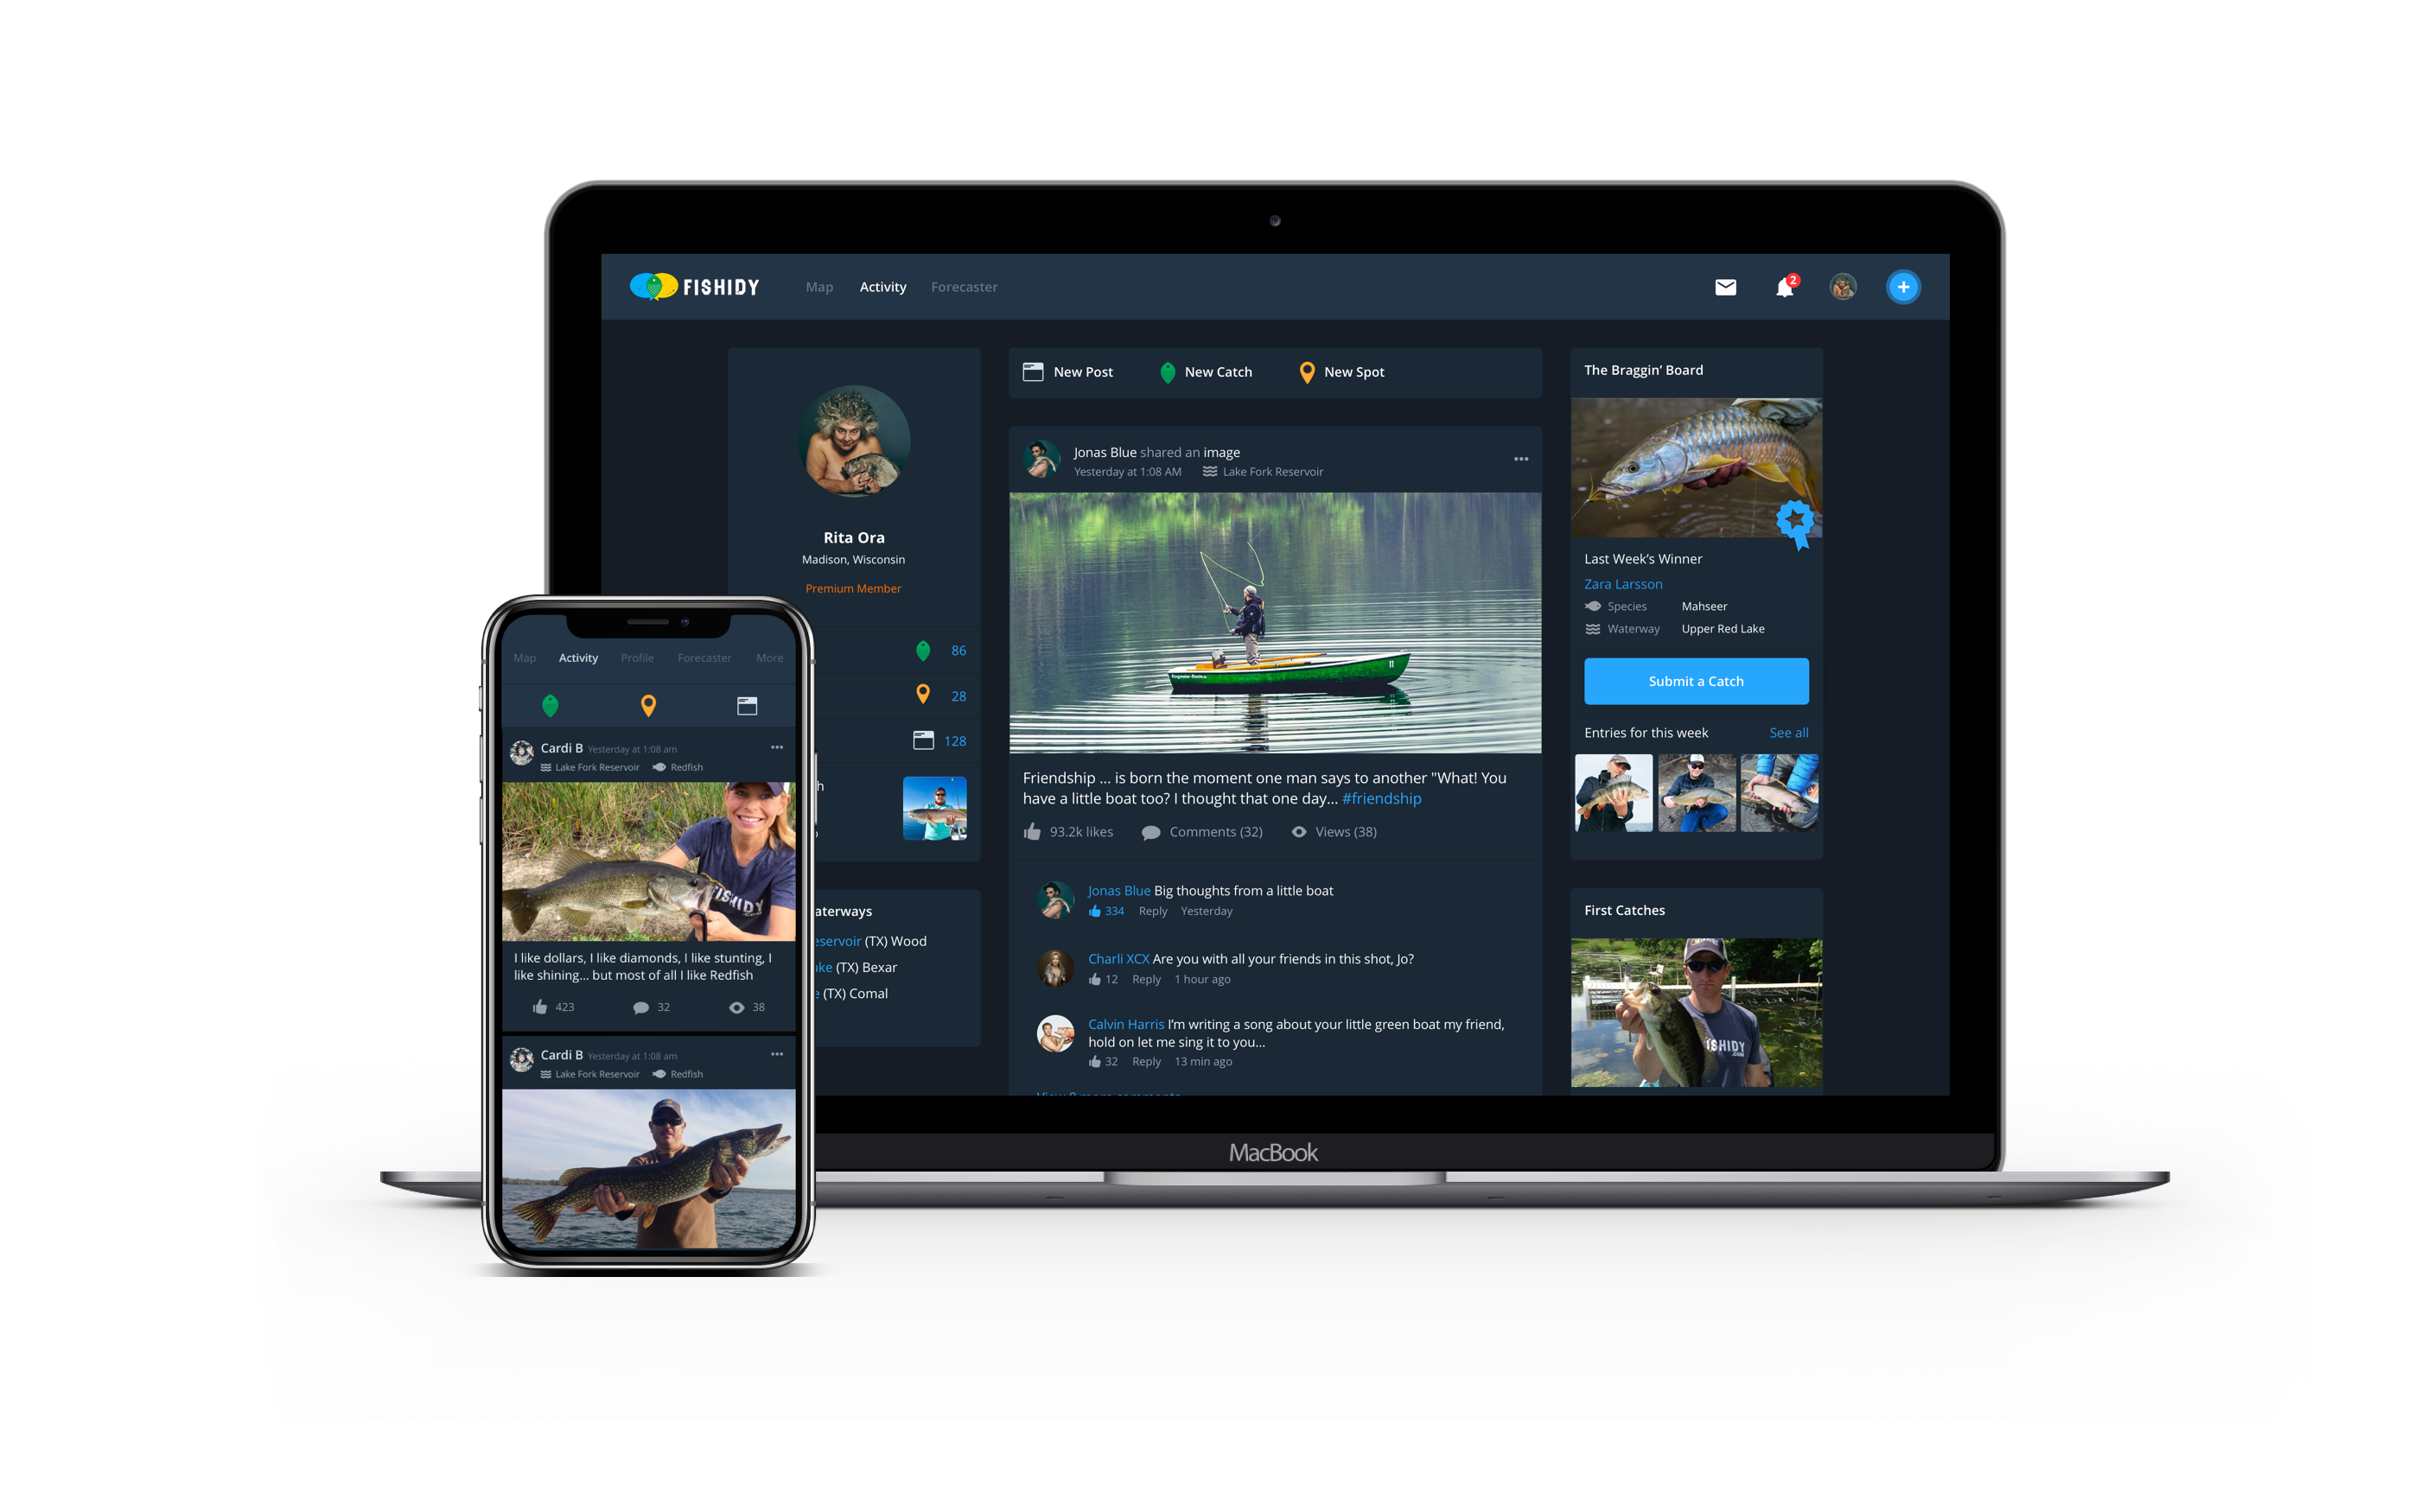 FISHIDY
Map Activity Forecaster
2
Rita Ora
Madison, Wisconsin
Premium Member
86
28
128
aterways
eservoir (TX) Wood
ke (TX) Bexar
e (TX) Comal
New Post New Catch New Spot
Jonas Blue shared an image
Yesterday at 1:08 AM Lake Fork Reservoir
11
Friendship ... is born the moment one man says to another "What! You
have a little boat too? I thought that one day... #friendship
93.2k likes Comments (32) Views (38)
Jonas Blue Big thoughts from a little boat
334 Reply Yesterday
Charli XCX Are you with all your friends in this shot, Jo?
12 Reply 1 hour ago
Calvin Harris I'm writing a song about your little green boat my friend,
hold on let me sing it to you...
32 Reply 13 min ago
The Braggin' Board
Last Week's Winner
Zara Larsson
Species Mahseer
Waterway Upper Red Lake
Submit a Catch
Entries for this week See all
First Catches
ISHIDY
.COM
MacBook
Map Activity Profile Forecaster More
Cardi B Yesterday at 1:08 am
Lake Fork Reservoir Redfish
ISHIDY
.COM
I like dollars, I like diamonds, I like stunting, I
like shining... but most of all I like Redfish
423 32 38
Cardi B Yesterday at 1:08 am
Lake Fork Reservoir Redfish